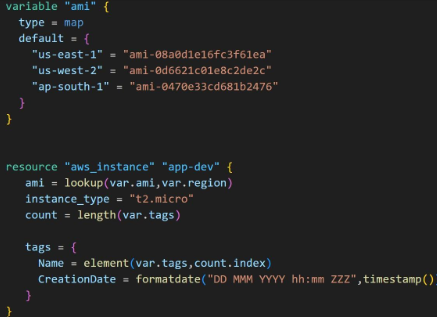 variable "ami" {
type = map
default = {
"us-east-1" = "ami-08a0d1e16fc3f61ea"
"us-west-2" = "ami-0d6621c01e8c2de2c"
"ap-south-1" = "ami-0470e33cd681b2476"
}
}
resource "aws_instance" "app-dev" {
ami = lookup(var.ami,var.region)
instance_type = "t2.micro"
count = length(var.tags)
tags = {
Name = element(var.tags,count.index)
CreationDate = formatdate("DD MMM YYYY hh:mm ZZZ",timestamp()
}
}